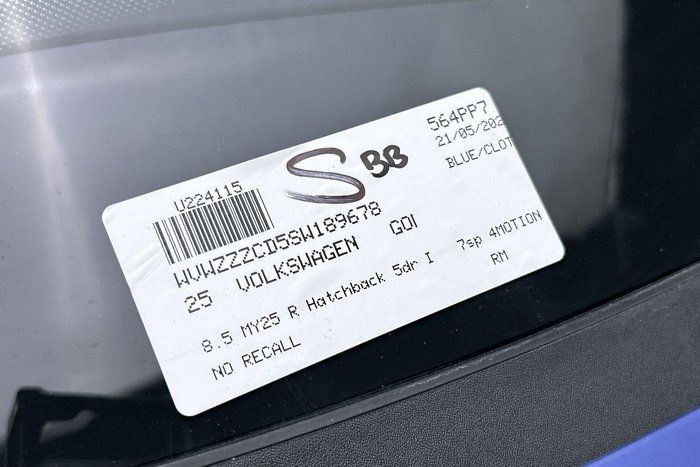 564PP7
21/05/202
BLUE/CLOT
S BB
U224115
WVWZZZCD5SW189678
25 VOLKSWAGEN GOI
8.5 MY25 R Hatchback 5dr I 7sp 4MOTION
NO RECALL RM